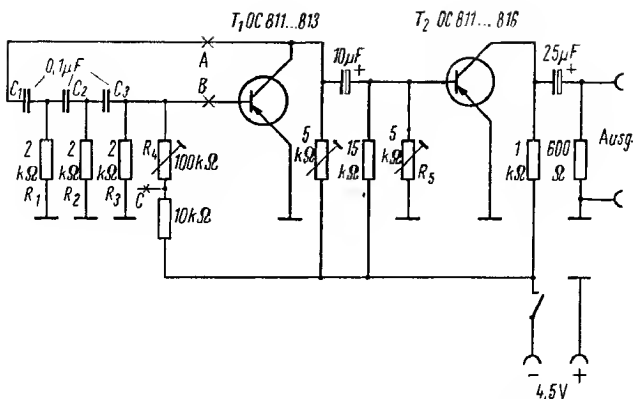 T₁ OC 811...813
T₂ OC 811...816
A
10µF
+
25µF
+
0,1µF
C₁
C₂
C₃
B
2 kΩ
R₁
2 kΩ
R₂
2 kΩ
R₃
R₄
100kΩ
5 kΩ
15 kΩ
5 kΩ
R₅
1 kΩ
600 Ω
Ausg.
C
10kΩ
- +
4,5V